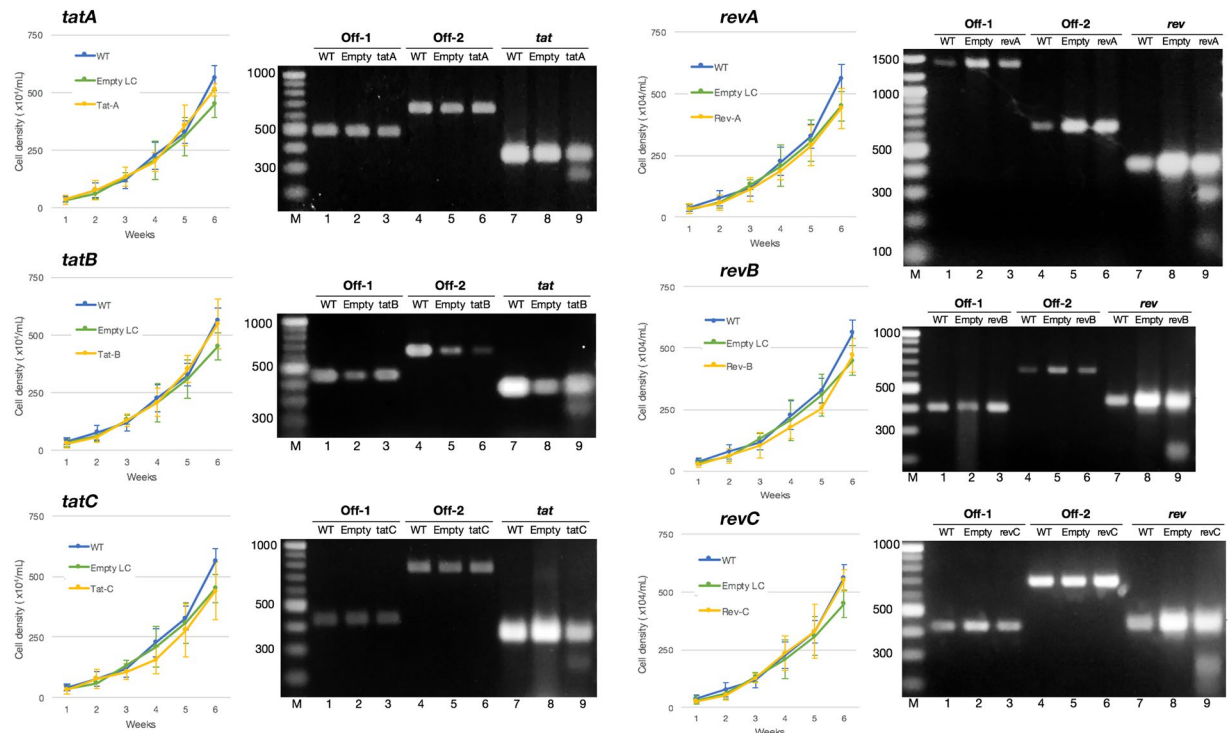 tatA
750
500
250
0
Cell density ( x10⁴/mL)
WT
Empty LC
Tat-A
1 2 3 4 5 6
Weeks
Off-1 Off-2 tat
WT Empty tatA WT Empty tatA WT Empty tatA
1000
500
300
M 1 2 3 4 5 6 7 8 9
tatB
750
500
250
0
Cell density ( x10⁴/mL)
WT
Empty LC
Tat-B
1 2 3 4 5 6
Weeks
Off-1 Off-2 tat
WT Empty tatB WT Empty tatB WT Empty tatB
1000
500
300
M 1 2 3 4 5 6 7 8 9
tatC
750
500
250
0
Cell density ( x10⁴/mL)
WT
Empty LC
Tat-C
1 2 3 4 5 6
Weeks
Off-1 Off-2 tat
WT Empty tatC WT Empty tatC WT Empty tatC
1000
500
300
M 1 2 3 4 5 6 7 8 9
revA
750
500
250
0
Cell density ( x104/mL)
WT
Empty LC
Rev-A
1 2 3 4 5 6
Weeks
Off-1 Off-2 rev
WT Empty revA WT Empty revA WT Empty revA
1500
1000
500
300
100
M 1 2 3 4 5 6 7 8 9
revB
750
500
250
0
Cell density ( x104/mL)
WT
Empty LC
Rev-B
1 2 3 4 5 6
Weeks
Off-1 Off-2 rev
WT Empty revB WT Empty revB WT Empty revB
1000
500
300
M 1 2 3 4 5 6 7 8 9
revC
750
500
250
0
Cell density ( x104/mL)
WT
Empty LC
Rev-C
1 2 3 4 5 6
Weeks
Off-1 Off-2 rev
WT Empty revC WT Empty revC WT Empty revC
1000
500
300
M 1 2 3 4 5 6 7 8 9